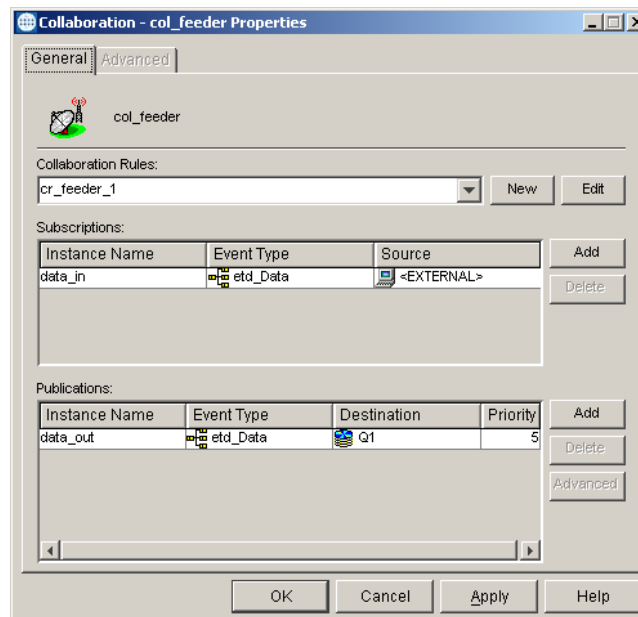 Collaboration - col_feeder Properties
General Advanced
col_feeder
Collaboration Rules:
cr_feeder_1 New Edit
Subscriptions:
Instance Name Event Type Source Add
data_in etd_Data <EXTERNAL>
Delete
Publications:
Instance Name Event Type Destination Priority Add
data_out etd_Data Q1 5
Delete
Advanced
OK Cancel Apply Help